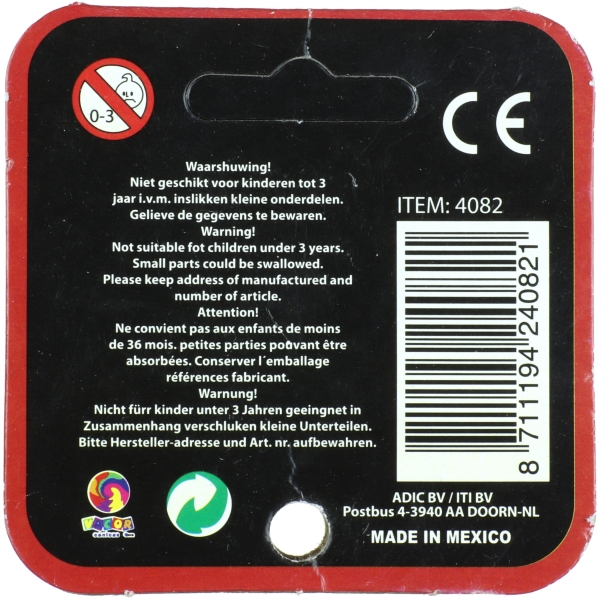 0-3
CE
Waarshuwing!
Niet geschikt voor kinderen tot 3
jaar i.v.m. inslikken kleine onderdelen.
Gelieve de gegevens te bewaren.
Warning!
Not suitable fot children under 3 years.
Small parts could be swallowed.
Please keep address of manufactured and
number of article.
Attention!
Ne convient pas aux enfants de moins
de 36 mois. petites parties pouvant être
absorbées. Conserver l´emballage
références fabricant.
Warnung!
Nicht fürr kinder unter 3 Jahren geeingnet in
Zusammenhang verschluken kleine Unterteilen.
Bitte Hersteller-adresse und Art. nr. aufbewahren.
ITEM: 4082
8 711194 240821
VACOR
canicas
ADIC BV / ITI BV
Postbus 4-3940 AA DOORN-NL
MADE IN MEXICO